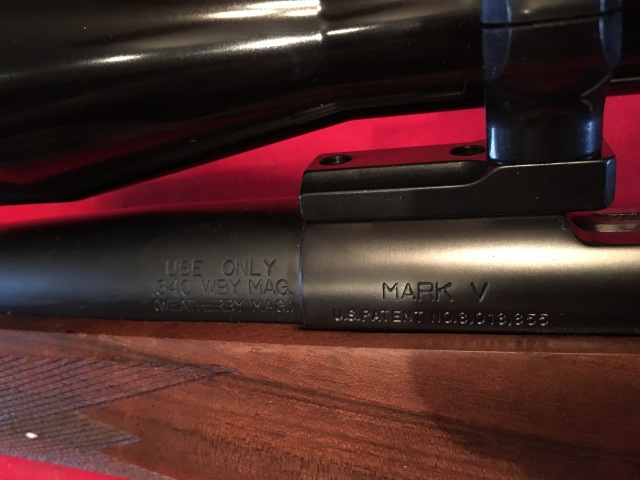 USE ONLY
.340 WBY MAG.
(WEATHERBY MAG.)
MARK V
U.S. PATENT NO. 3,013,355